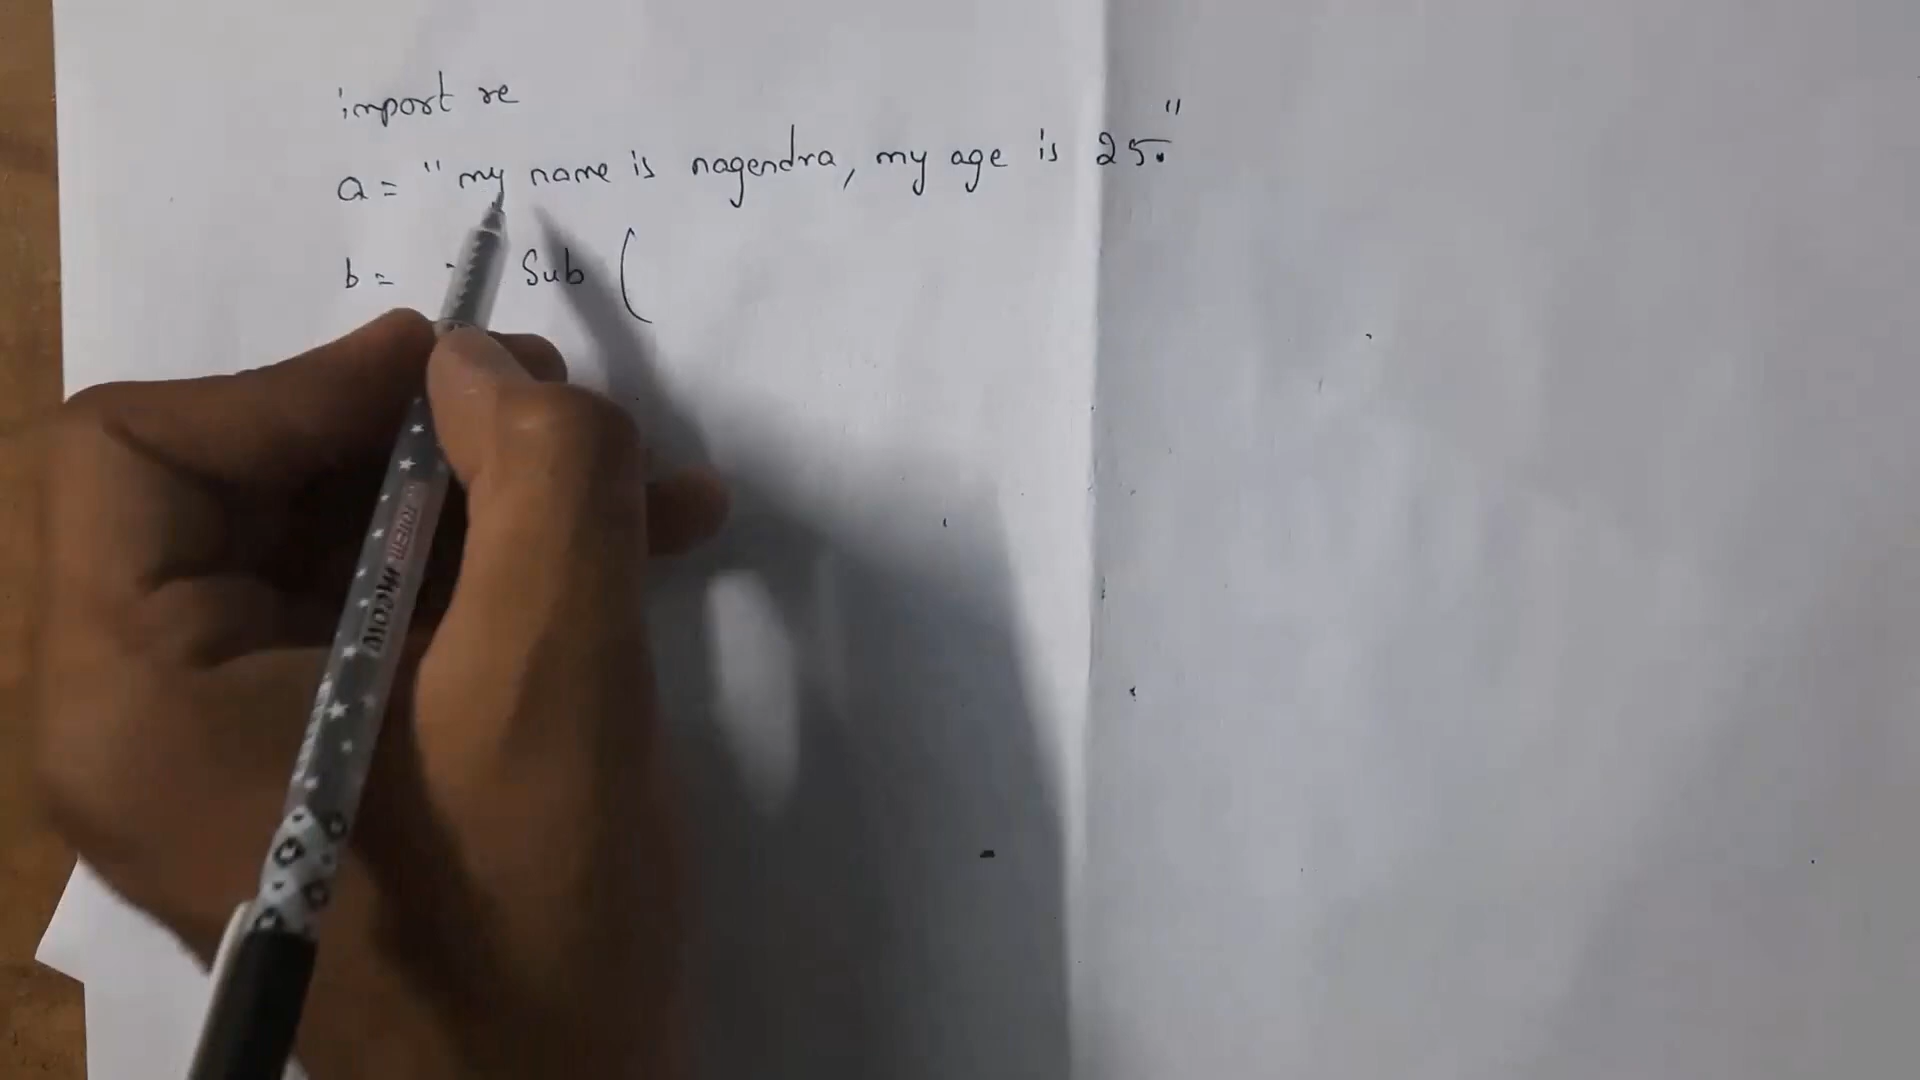 import re
a = "my name is nagendra, my age is 25."
b = Sub (